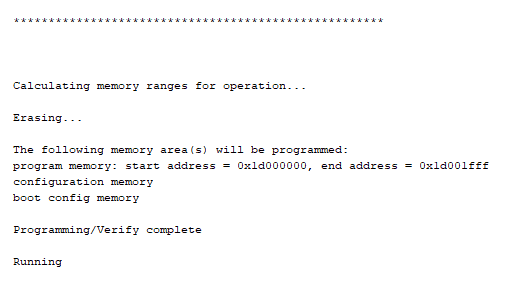 *****************************************************
Calculating memory ranges for operation...
Erasing...
The following memory area(s) will be programmed:
program memory: start address = 0x1d000000, end address = 0x1d001fff
configuration memory
boot config memory
Programming/Verify complete
Running